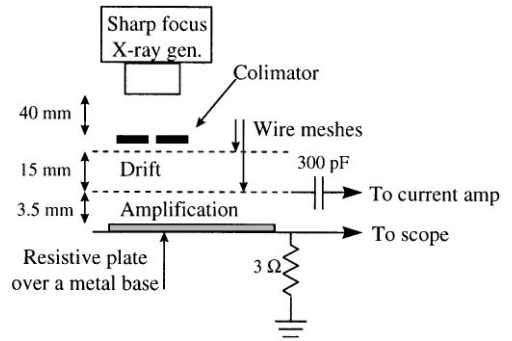 Sharp focus
X-ray gen.
Colimator
40 mm
Wire meshes
15 mm
Drift
300 pF
To current amp
3.5 mm
Amplification
To scope
Resistive plate
over a metal base
3 Ω